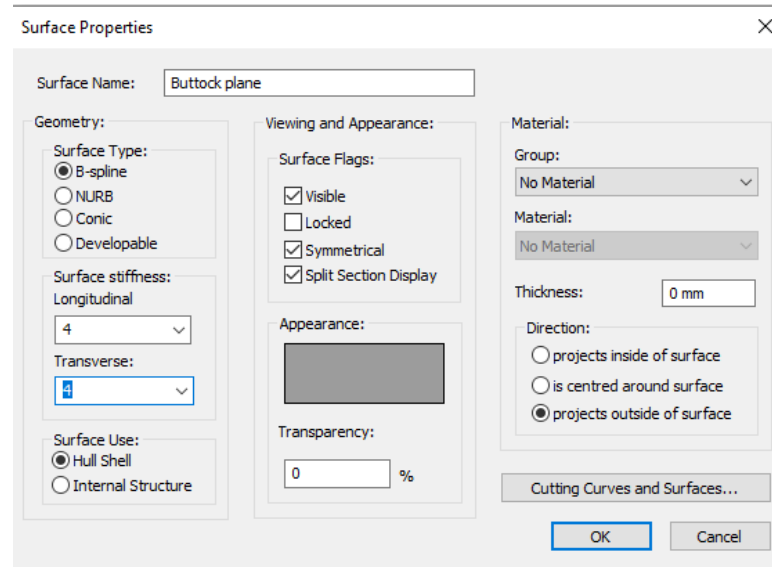 Surface Properties
Surface Name: Buttock plane
Geometry:
Surface Type:
B-spline
NURB
Conic
Developable
Surface stiffness:
Longitudinal
4
Transverse:
4
Surface Use:
Hull Shell
Internal Structure
Viewing and Appearance:
Surface Flags:
Visible
Locked
Symmetrical
Split Section Display
Appearance:
Transparency:
0 %
Material:
Group:
No Material
Material:
No Material
Thickness: 0 mm
Direction:
projects inside of surface
is centred around surface
projects outside of surface
Cutting Curves and Surfaces...
OK Cancel